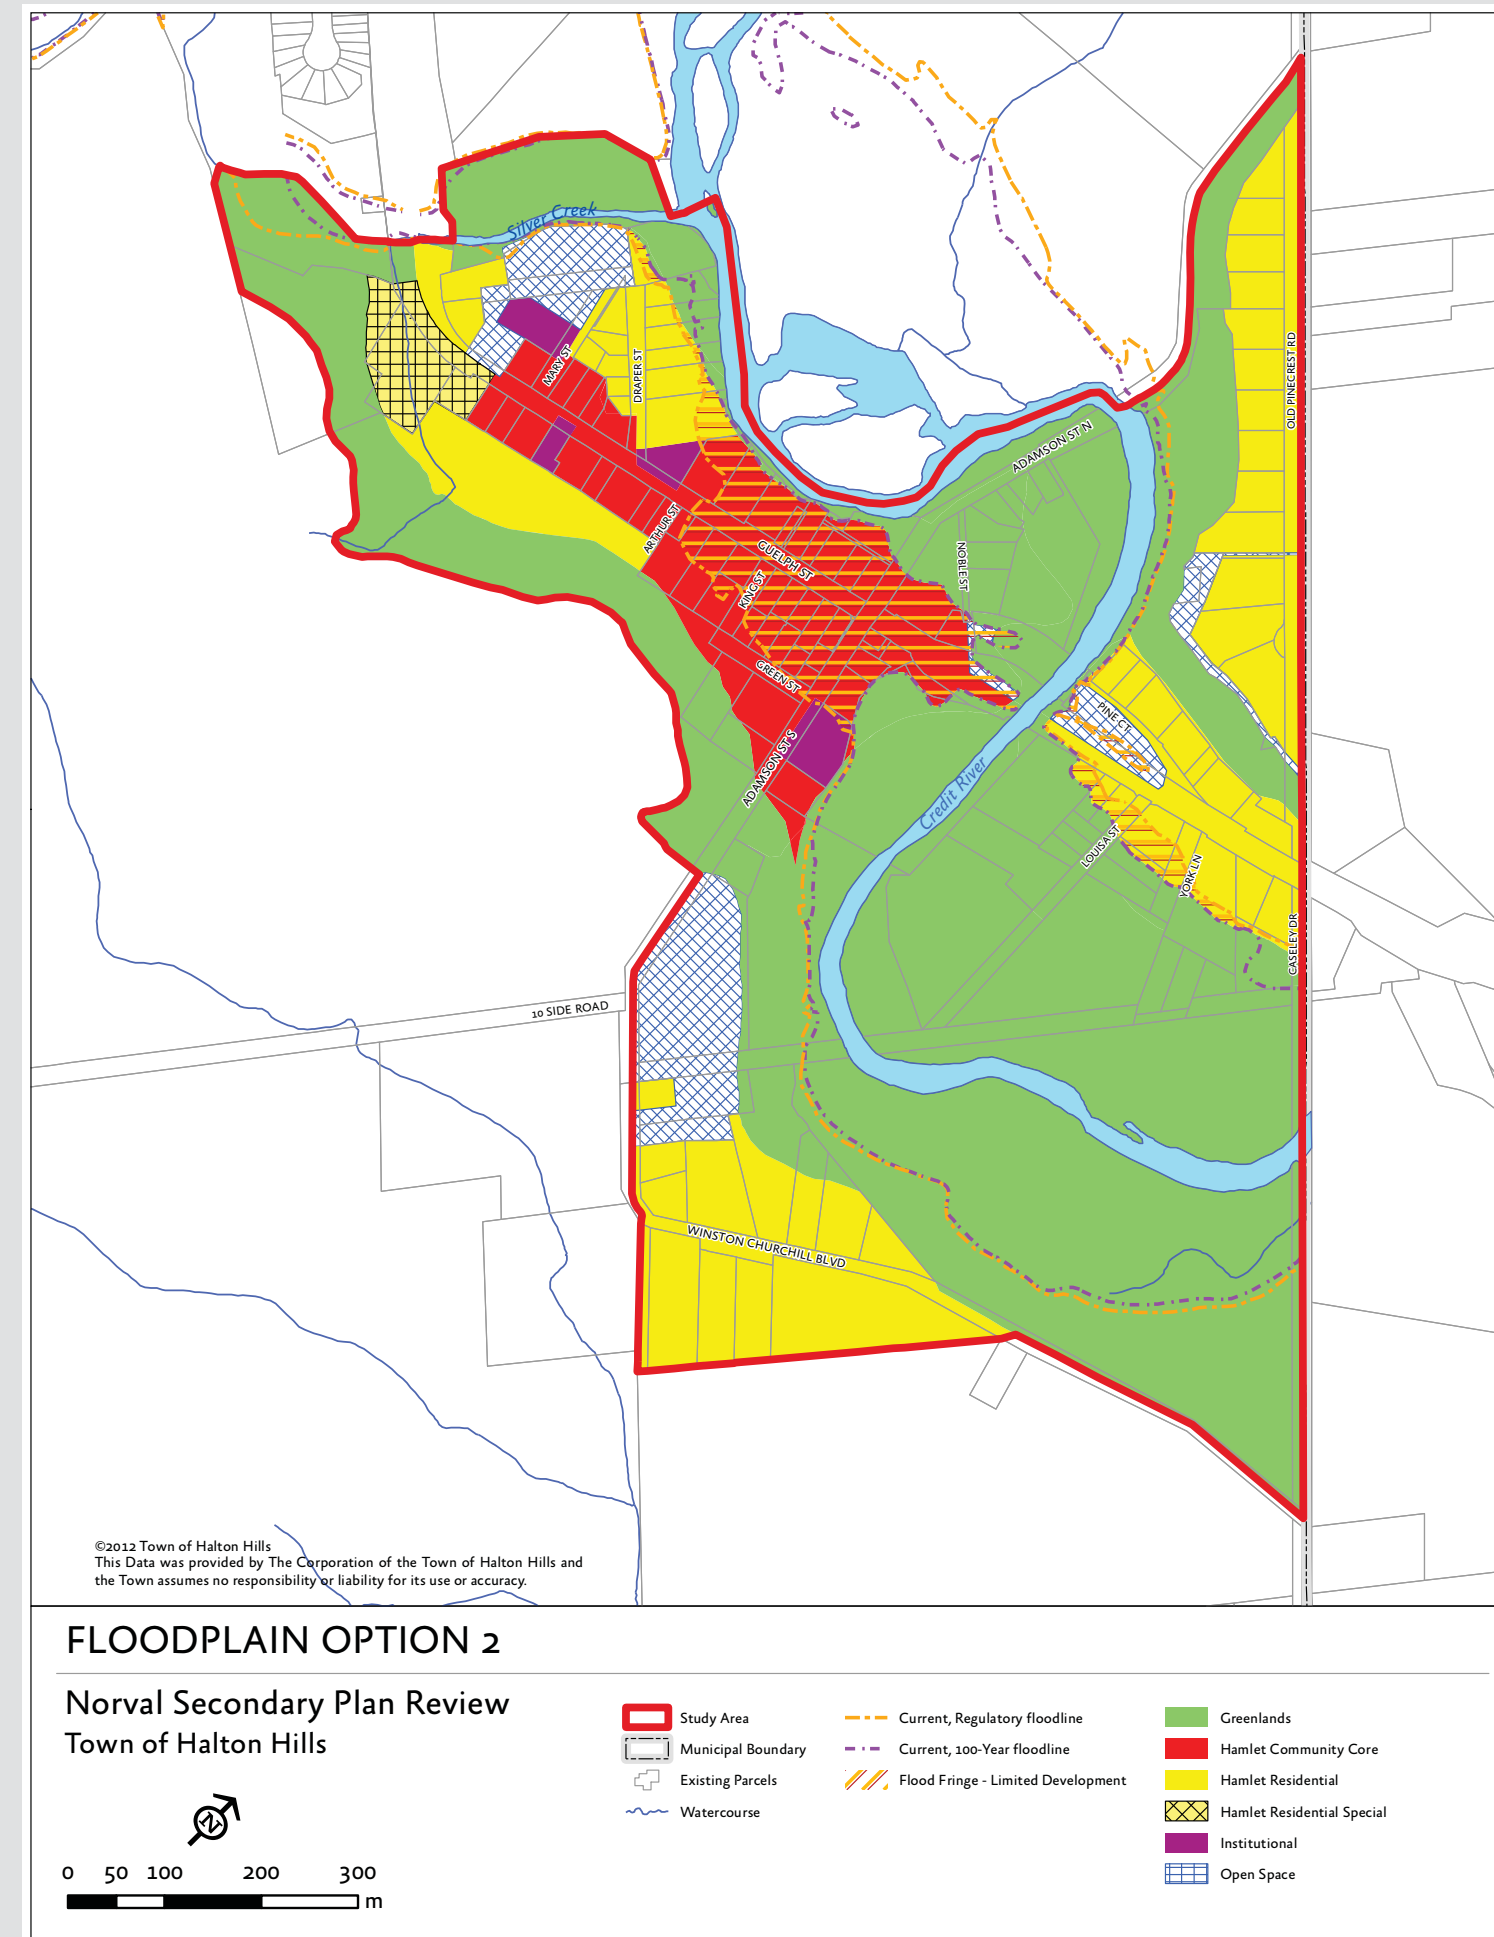 Silver Creek
MARY ST
DRAPER ST
OLD PINECREST RD
ADAMSON ST N
ARTHUR ST
GUELPH ST
NOBLE ST
KING ST
GREEN ST
PINE CT
ADAMSON ST S
Credit River
LOUISA ST
YORK LN
CASELEY DR
10 SIDE ROAD
WINSTON CHURCHILL BLVD
©2012 Town of Halton Hills
This Data was provided by The Corporation of the Town of Halton Hills and
the Town assumes no responsibility or liability for its use or accuracy.
FLOODPLAIN OPTION 2
Norval Secondary Plan Review
Town of Halton Hills
N
0 50 100 200 300
m
Study Area
Municipal Boundary
Existing Parcels
Watercourse
Current, Regulatory floodline
Current, 100-Year floodline
Flood Fringe - Limited Development
Greenlands
Hamlet Community Core
Hamlet Residential
Hamlet Residential Special
Institutional
Open Space